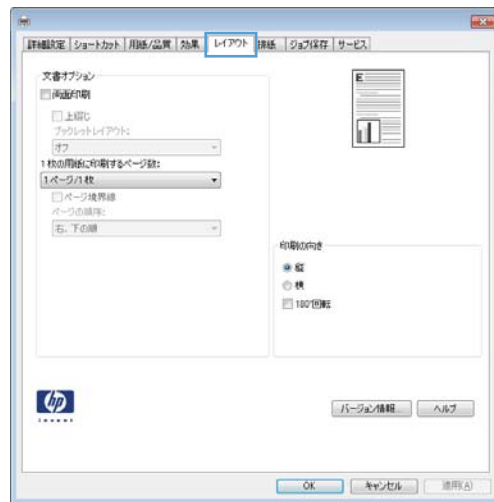 詳細設定 ショートカット 用紙/品質 効果 レイアウト 排紙 ジョブ保存 サービス
文書オプション
両面印刷
上綴じ
ブックレットレイアウト:
オフ
1 枚の用紙に印刷するページ数:
1 ページ/1 枚
ページ境界線
ページの順序:
右、下の順
E
印刷の向き
縦
横
180°回転
hp
invent
バージョン情報... ヘルプ
OK キャンセル 適用(A)